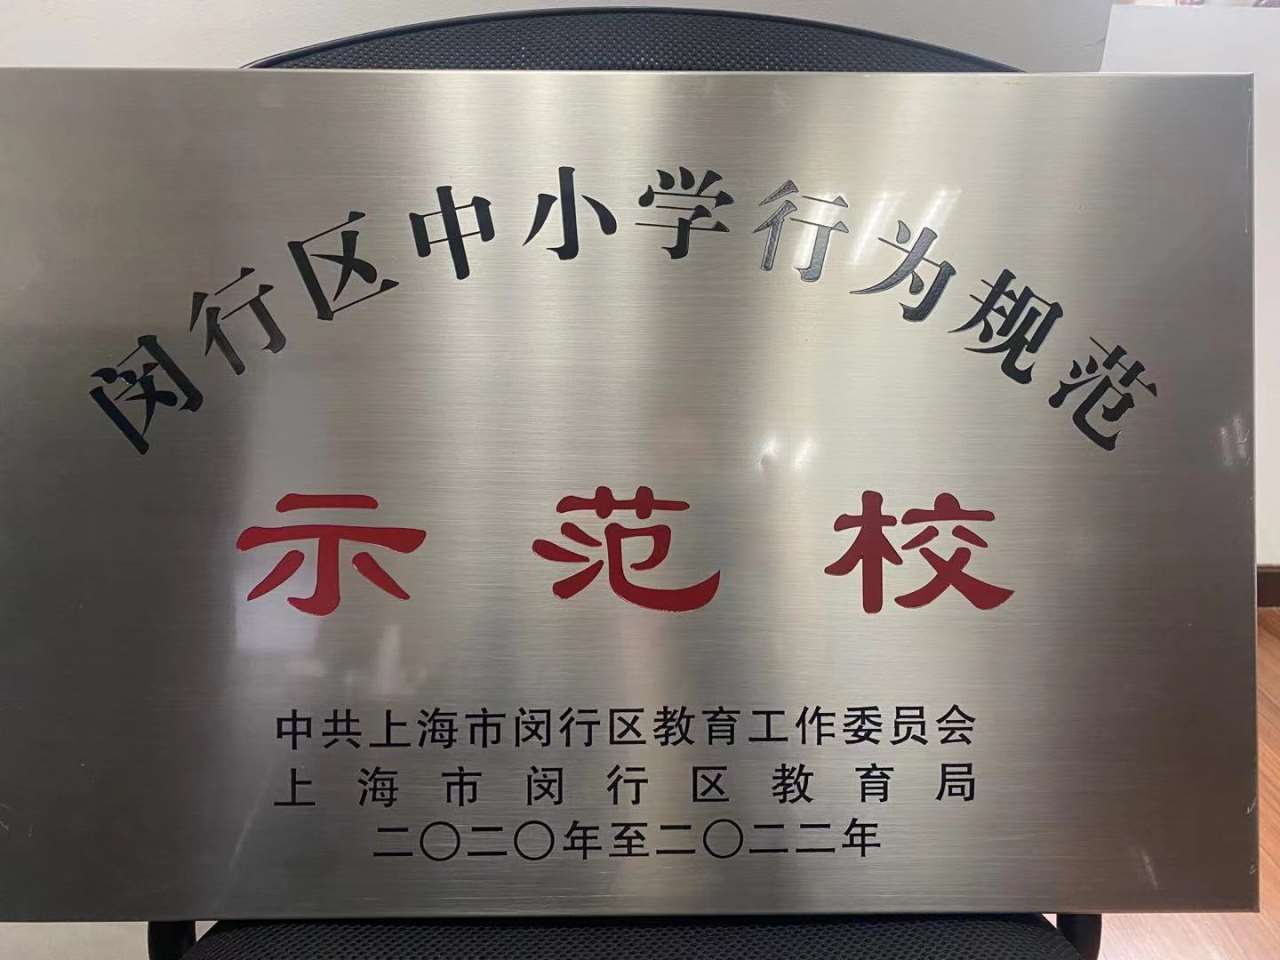 闵行区中小学行为规范
示范校
中共上海市闵行区教育工作委员会
上海市闵行区教育局
二〇二〇年至二〇二二年